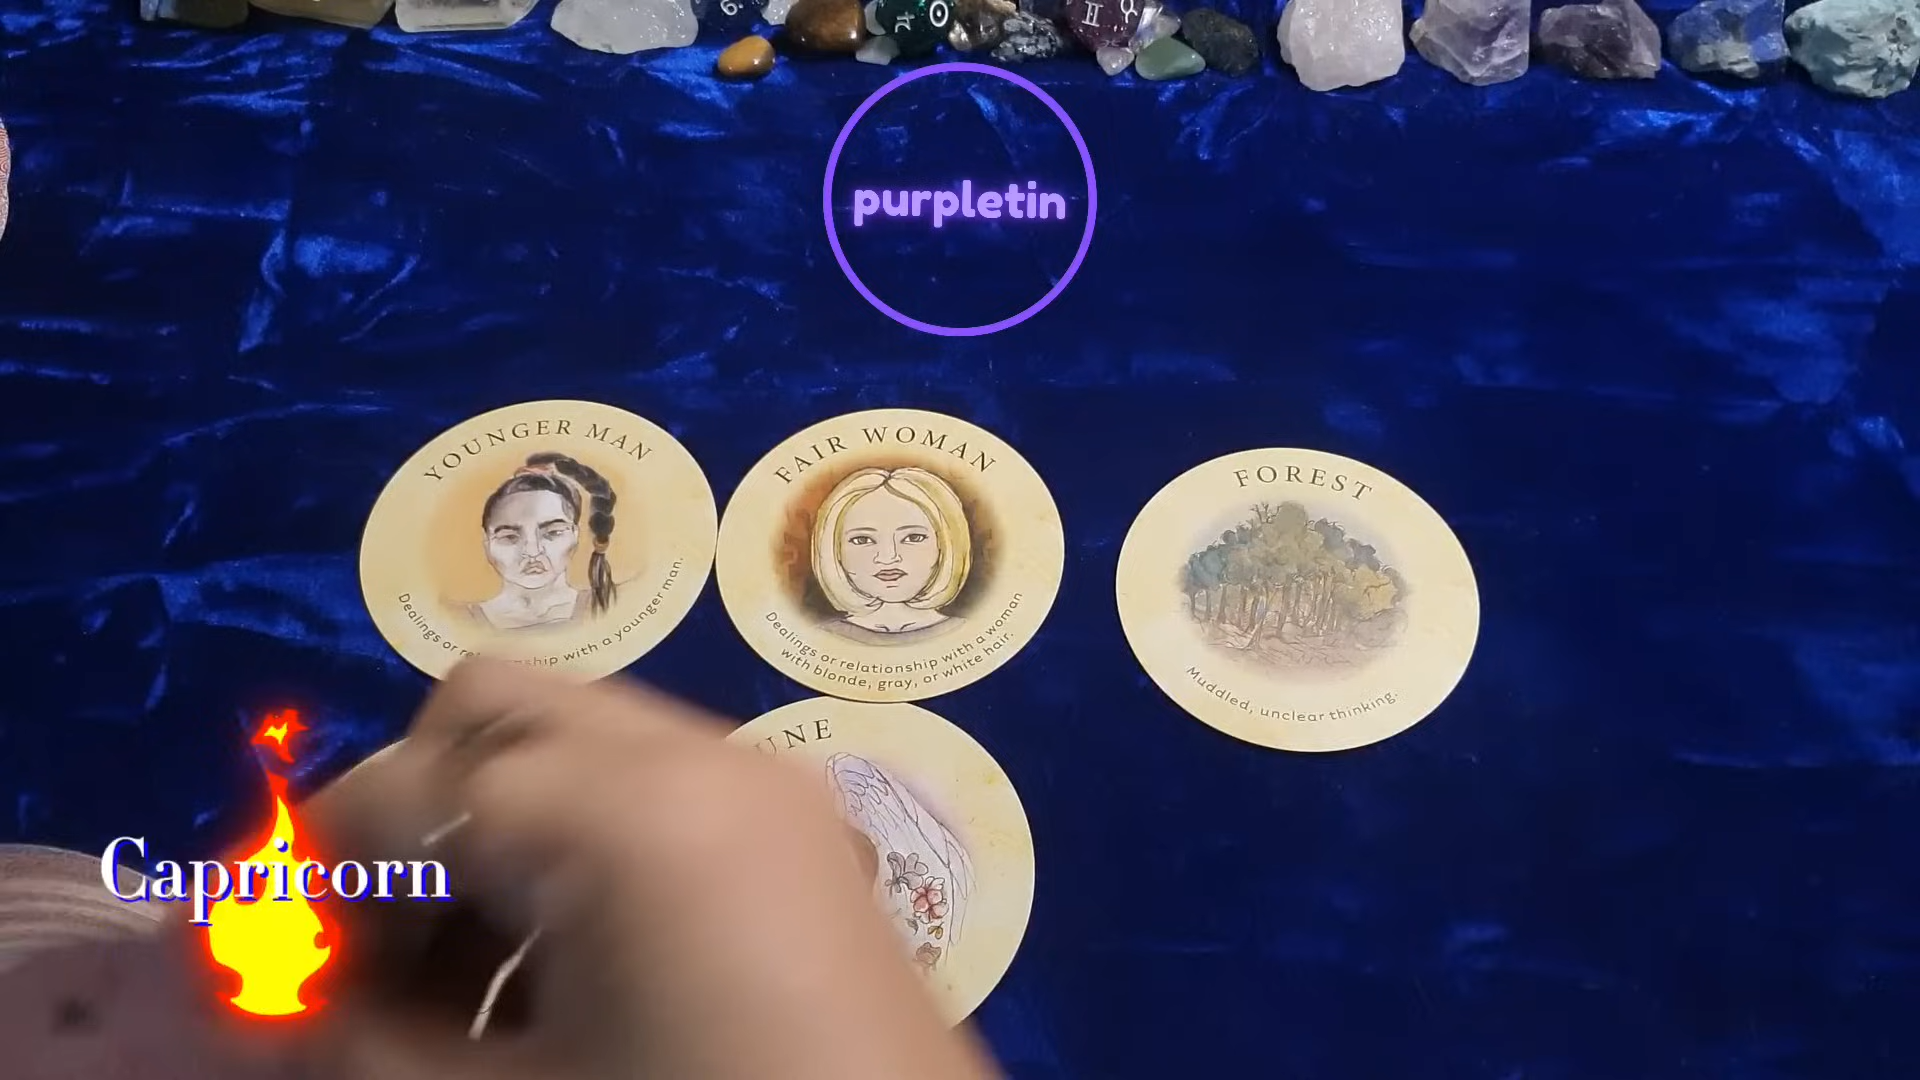 purpletin
YOUNGER MAN
Dealings or relationship with a younger man.
FAIR WOMAN
Dealings or relationship with a woman
with blonde, gray, or white hair.
FOREST
Muddled, unclear thinking.
Capricorn